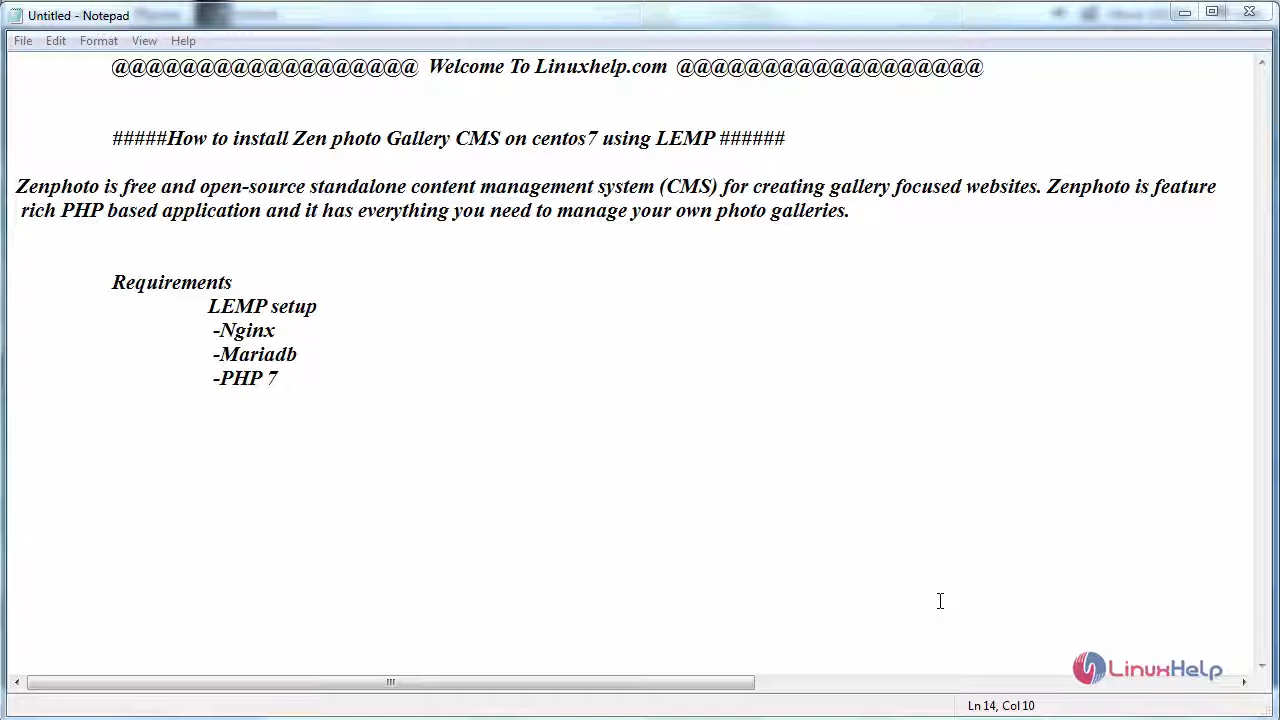 Untitled - Notepad
File Edit Format View Help
@@@@@@@@@@@@@@@@@@ Welcome To Linuxhelp.com @@@@@@@@@@@@@@@@@@
#####How to install Zen photo Gallery CMS on centos7 using LEMP ######
Zenphoto is free and open-source standalone content management system (CMS) for creating gallery focused websites. Zenphoto is feature
rich PHP based application and it has everything you need to manage your own photo galleries.
Requirements
LEMP setup
-Nginx
-Mariadb
-PHP 7
LinuxHelp
Ln 14, Col 10